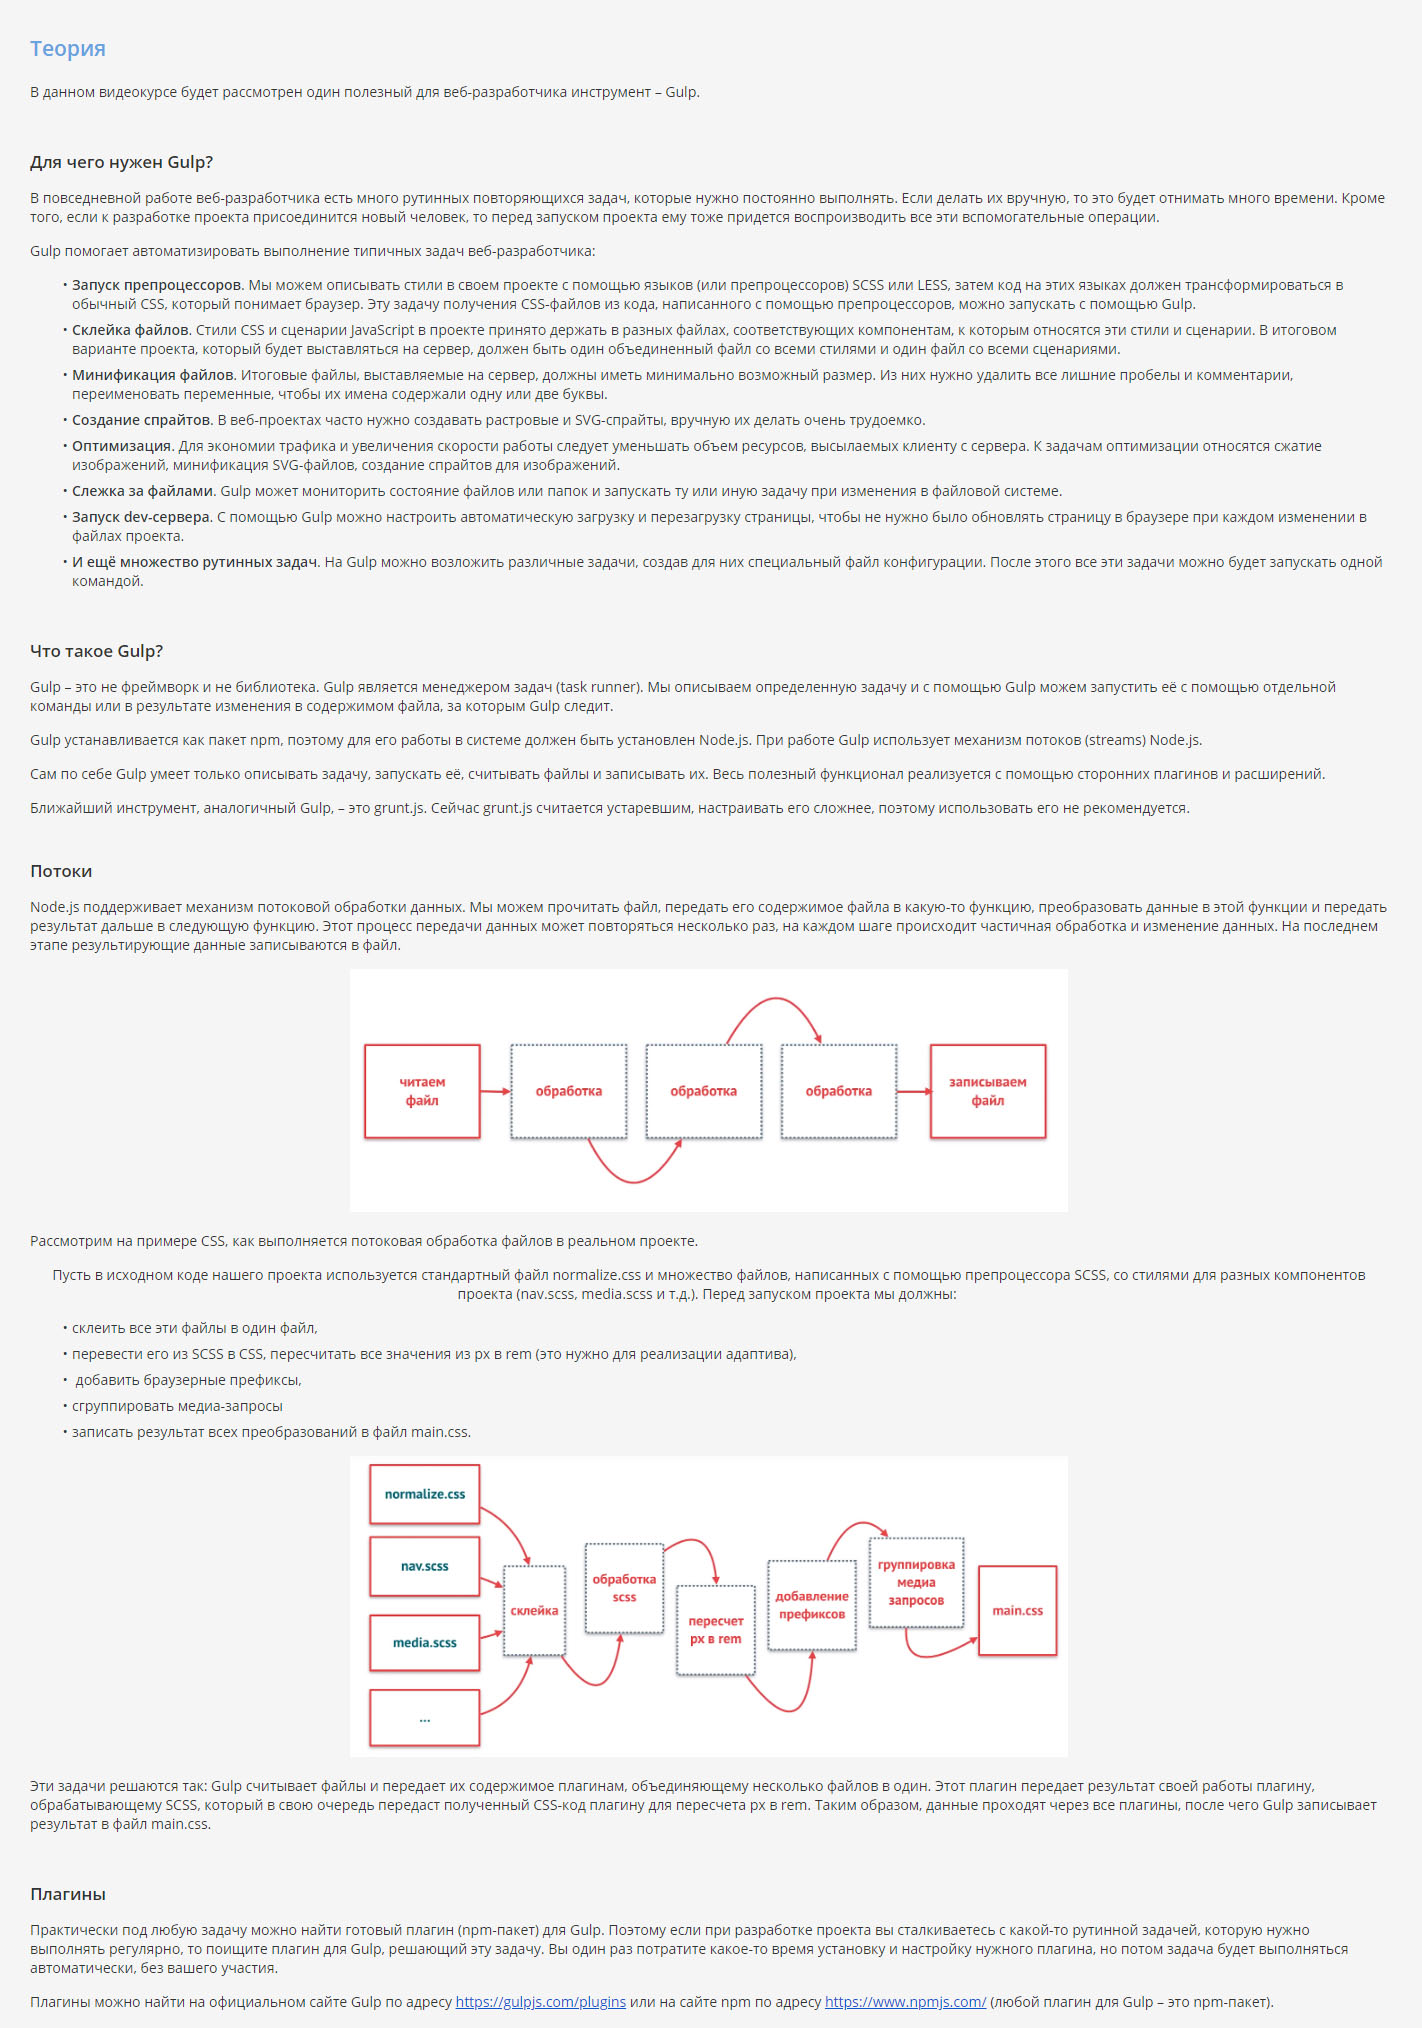 Теория
В данном видеокурсе будет рассмотрен один полезный для веб-разработчика инструмент – Gulp.
Для чего нужен Gulp?
В повседневной работе веб-разработчика есть много рутинных повторяющихся задач, которые нужно постоянно выполнять. Если делать их вручную, то это будет отнимать много времени. Кроме
того, если к разработке проекта присоединится новый человек, то перед запуском проекта ему тоже придется воспроизводить все эти вспомогательные операции.
Gulp помогает автоматизировать выполнение типичных задач веб-разработчика:
• Запуск препроцессоров. Мы можем описывать стили в своем проекте с помощью языков (или препроцессоров) SCSS или LESS, затем код на этих языках должен трансформироваться в
обычный CSS, который понимает браузер. Эту задачу получения CSS-файлов из кода, написанного с помощью препроцессоров, можно запускать с помощью Gulp.
• Склейка файлов. Стили CSS и сценарии JavaScript в проекте принято держать в разных файлах, соответствующих компонентам, к которым относятся эти стили и сценарии. В итоговом
варианте проекта, который будет выставляться на сервер, должен быть один объединенный файл со всеми стилями и один файл со всеми сценариями.
• Минификация файлов. Итоговые файлы, выставляемые на сервер, должны иметь минимально возможный размер. Из них нужно удалить все лишние пробелы и комментарии,
переименовать переменные, чтобы их имена содержали одну или две буквы.
• Создание спрайтов. В веб-проектах часто нужно создавать растровые и SVG-спрайты, вручную их делать очень трудоемко.
• Оптимизация. Для экономии трафика и увеличения скорости работы следует уменьшать объем ресурсов, высылаемых клиенту с сервера. К задачам оптимизации относятся сжатие
изображений, минификация SVG-файлов, создание спрайтов для изображений.
• Слежка за файлами. Gulp может мониторить состояние файлов или папок и запускать ту или иную задачу при изменения в файловой системе.
• Запуск dev-сервера. С помощью Gulp можно настроить автоматическую загрузку и перезагрузку страницы, чтобы не нужно было обновлять страницу в браузере при каждом изменении в
файлах проекта.
• И ещё множество рутинных задач. На Gulp можно возложить различные задачи, создав для них специальный файл конфигурации. После этого все эти задачи можно будет запускать одной
командой.
Что такое Gulp?
Gulp – это не фреймворк и не библиотека. Gulp является менеджером задач (task runner). Мы описываем определенную задачу и с помощью Gulp можем запустить её с помощью отдельной
команды или в результате изменения в содержимом файла, за которым Gulp следит.
Gulp устанавливается как пакет npm, поэтому для его работы в системе должен быть установлен Node.js. При работе Gulp использует механизм потоков (streams) Node.js.
Сам по себе Gulp умеет только описывать задачу, запускать её, считывать файлы и записывать их. Весь полезный функционал реализуется с помощью сторонних плагинов и расширений.
Ближайший инструмент, аналогичный Gulp, – это grunt.js. Сейчас grunt.js считается устаревшим, настраивать его сложнее, поэтому использовать его не рекомендуется.
Потоки
Node.js поддерживает механизм потоковой обработки данных. Мы можем прочитать файл, передать его содержимое файла в какую-то функцию, преобразовать данные в этой функции и передать
результат дальше в следующую функцию. Этот процесс передачи данных может повторяться несколько раз, на каждом шаге происходит частичная обработка и изменение данных. На последнем
этапе результирующие данные записываются в файл.
читаем
файл
обработка
обработка
обработка
записываем
файл
Рассмотрим на примере CSS, как выполняется потоковая обработка файлов в реальном проекте.
Пусть в исходном коде нашего проекта используется стандартный файл normalize.css и множество файлов, написанных с помощью препроцессора SCSS, со стилями для разных компонентов
проекта (nav.scss, media.scss и т.д.). Перед запуском проекта мы должны:
• склеить все эти файлы в один файл,
• перевести его из SCSS в CSS, пересчитать все значения из px в rem (это нужно для реализации адаптива),
• добавить браузерные префиксы,
• сгруппировать медиа-запросы
• записать результат всех преобразований в файл main.css.
normalize.css
nav.scss
media.scss
...
склейка
обработка
scss
пересчет
px в rem
добавление
префиксов
группировка
медиа
запросов
main.css
Эти задачи решаются так: Gulp считывает файлы и передает их содержимое плагинам, объединяющему несколько файлов в один. Этот плагин передает результат своей работы плагину,
обрабатывающему SCSS, который в свою очередь передаст полученный CSS-код плагину для пересчета px в rem. Таким образом, данные проходят через все плагины, после чего Gulp записывает
результат в файл main.css.
Плагины
Практически под любую задачу можно найти готовый плагин (npm-пакет) для Gulp. Поэтому если при разработке проекта вы сталкиваетесь с какой-то рутинной задачей, которую нужно
выполнять регулярно, то поищите плагин для Gulp, решающий эту задачу. Вы один раз потратите какое-то время установку и настройку нужного плагина, но потом задача будет выполняться
автоматически, без вашего участия.
Плагины можно найти на официальном сайте Gulp по адресу https://gulpjs.com/plugins или на сайте npm по адресу https://www.npmjs.com/ (любой плагин для Gulp – это npm-пакет).